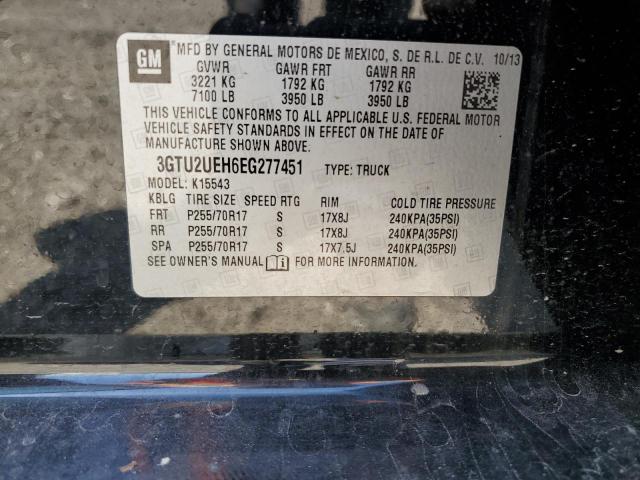 GM
MFD BY GENERAL MOTORS DE MEXICO, S. DE R.L. DE C.V. 10/13
GVWR GAWR FRT GAWR RR
3221 KG 1792 KG 1792 KG
7100 LB 3950 LB 3950 LB
THIS VEHICLE CONFORMS TO ALL APPLICABLE U.S. FEDERAL MOTOR
VEHICLE SAFETY STANDARDS IN EFFECT ON THE DATE OF
MANUFACTURE SHOWN ABOVE.
3GTU2UEH6EG277451 TYPE: TRUCK
MODEL: K15543
KBLG TIRE SIZE SPEED RTG RIM COLD TIRE PRESSURE
FRT P255/70R17 S 17X8J 240KPA(35PSI)
RR P255/70R17 S 17X8J 240KPA(35PSI)
SPA P255/70R17 S 17X7.5J 240KPA(35PSI)
SEE OWNER'S MANUAL FOR MORE INFORMATION.